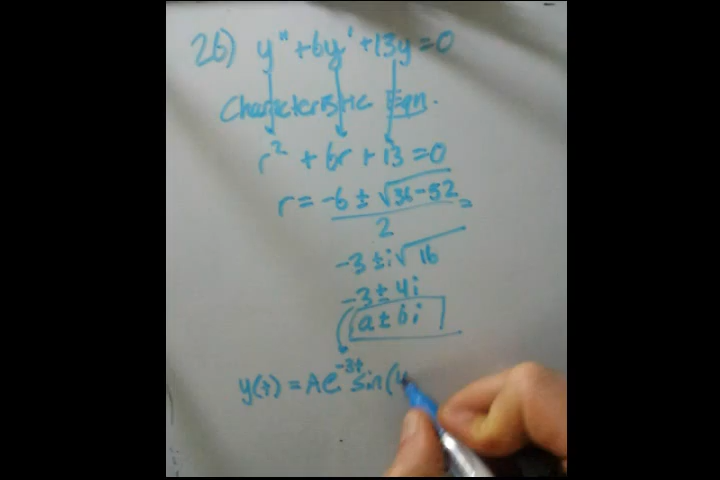 26) y'' + 6y' + 13y = 0
Characteristic Eqn.
r² + 6r + 13 = 0
r = -6 ± √36-52 / 2 =
-3 ± i√16
-3 ± 4i
a ± bi
y(t) = Ae^-3t sin(4